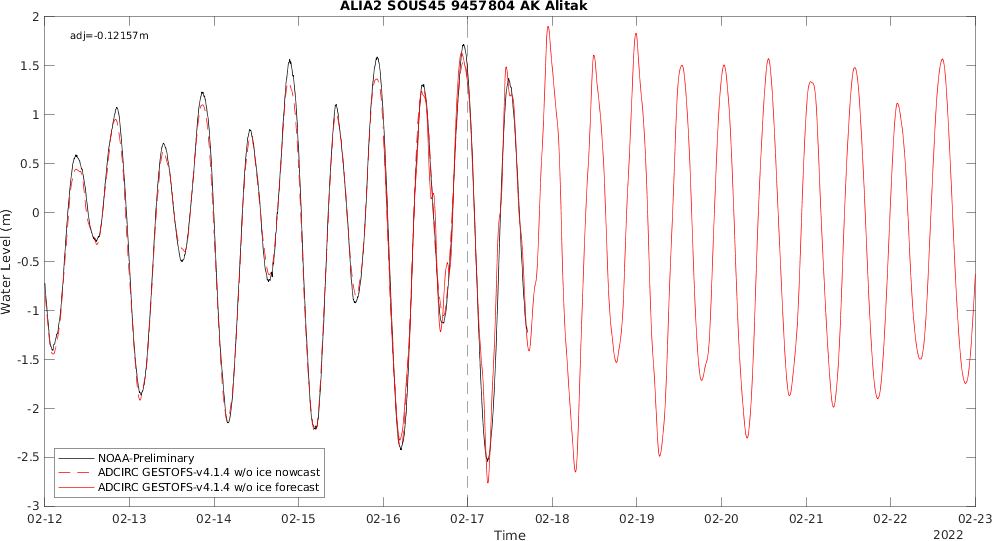 ALIA2 SOUS45 9457804 AK Alitak
adj=-0.12157m
2
1.5
1
0.5
0
-0.5
-1
-1.5
-2
-2.5
-3
Water Level (m)
NOAA-Preliminary
ADCIRC GESTOFS-v4.1.4 w/o ice nowcast
ADCIRC GESTOFS-v4.1.4 w/o ice forecast
02-12 02-13 02-14 02-15 02-16 02-17 02-18 02-19 02-20 02-21 02-22 02-23
Time
2022